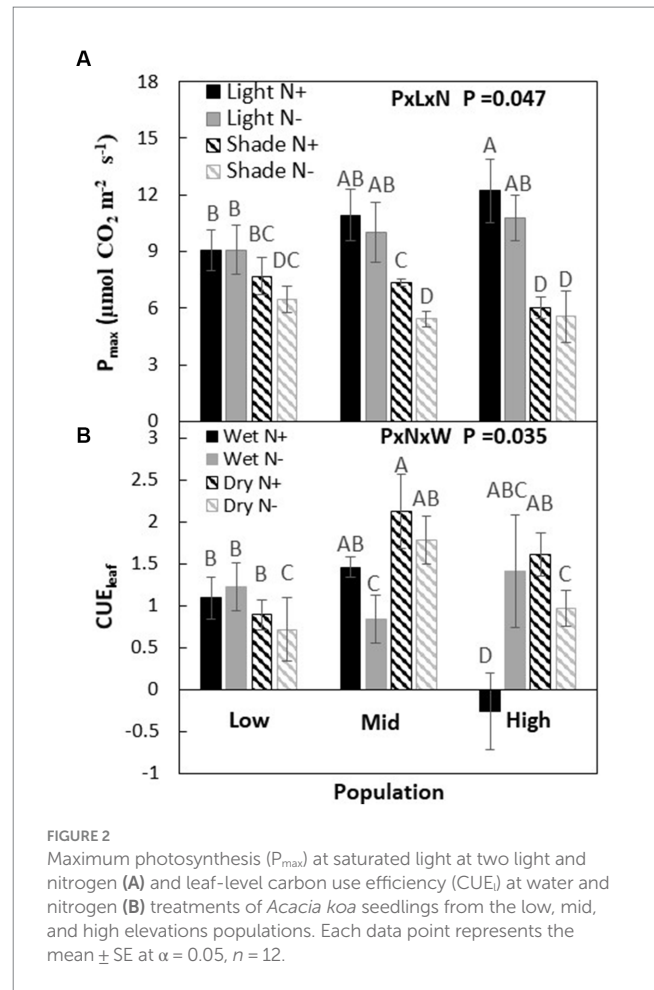 A
18
15
12
9
6
3
0
Pmax (μmol CO2 m-2 s-1)
Light N+
Light N-
Shade N+
Shade N-
PxLxN P =0.047
B B BC DC
AB AB C D
A AB D D
B
3
2.5
2
1.5
1
0.5
0
-0.5
-1
CUEleaf
Wet N+
Wet N-
Dry N+
Dry N-
PxNxW P =0.035
B B B C
AB C A AB
D ABC AB C
Low Mid High
Population
FIGURE 2
Maximum photosynthesis (Pmax) at saturated light at two light and
nitrogen (A) and leaf-level carbon use efficiency (CUEl) at water and
nitrogen (B) treatments of Acacia koa seedlings from the low, mid,
and high elevations populations. Each data point represents the
mean ± SE at α = 0.05, n = 12.